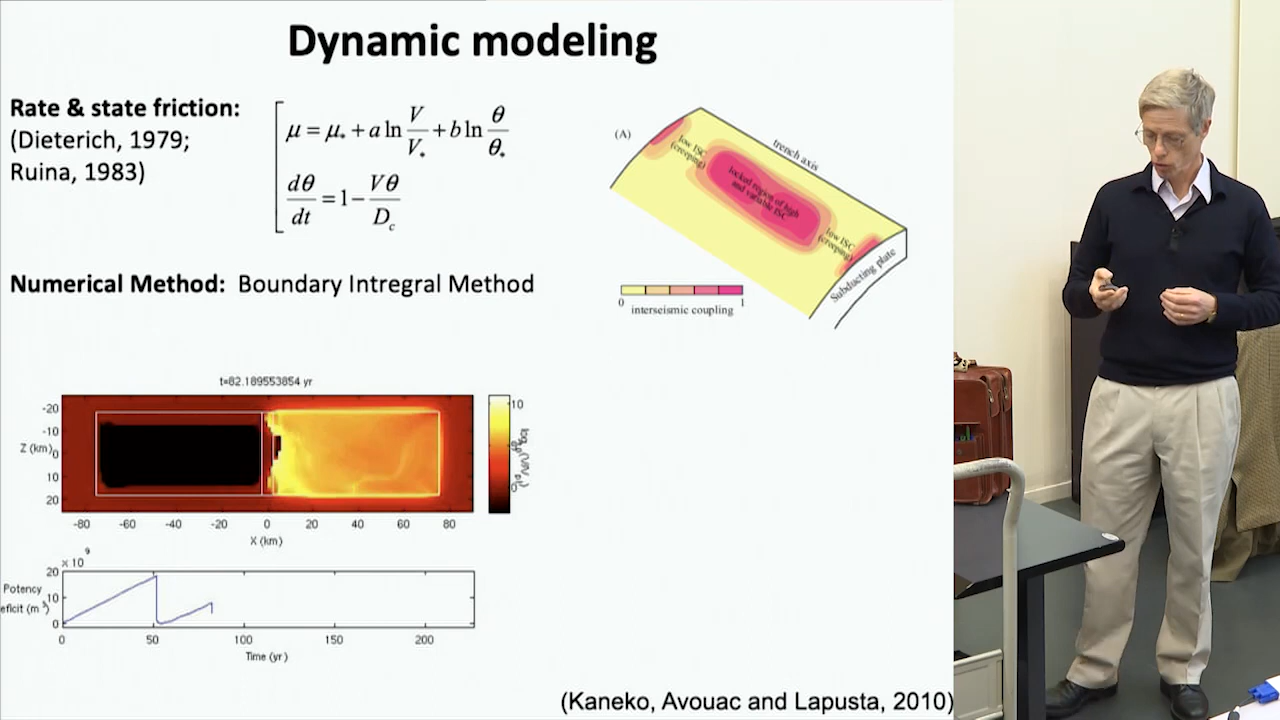 Dynamic modeling
Rate & state friction:
(Dieterich, 1979;
Ruina, 1983)
μ = μ* + a ln V/V* + b ln θ/θ*
dθ/dt = 1 − Vθ/D_c
Numerical Method: Boundary Intregral Method
(A)
trench axis
low ISC
(creeping)
locked region of high
and variable ISC
low ISC
(creeping)
Subducting plate
0 1
interseismic coupling
t=82.189553854 yr
-20
-10
Z (km) 0
10
20
-80 -60 -40 -20 0 20 40 60 80
X (km)
10
0
x 10^9
20
Potency 10
eficit (m^3) 0
0 50 100 150 200
Time (yr)
(Kaneko, Avouac and Lapusta, 2010)